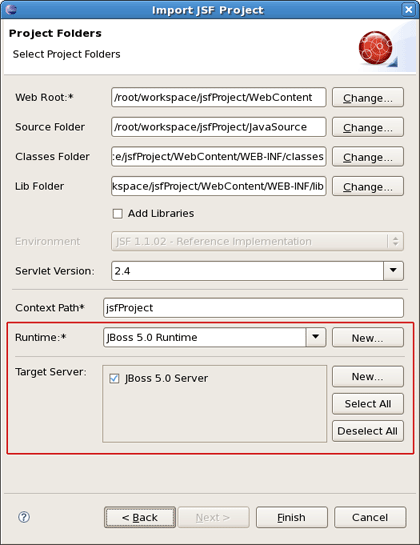 Import JSF Project
Project Folders
Select Project Folders
Web Root:* /root/workspace/jsfProject/WebContent Change...
Source Folder /root/workspace/jsfProject/JavaSource Change...
Classes Folder :e/jsfProject/WebContent/WEB-INF/classes Change...
Lib Folder kspace/jsfProject/WebContent/WEB-INF/lib Change...
Add Libraries
Environment JSF 1.1.02 - Reference Implementation
Servlet Version: 2.4
Context Path* jsfProject
Runtime:* JBoss 5.0 Runtime New...
Target Server: JBoss 5.0 Server New...
Select All
Deselect All
? < Back Next > Finish Cancel